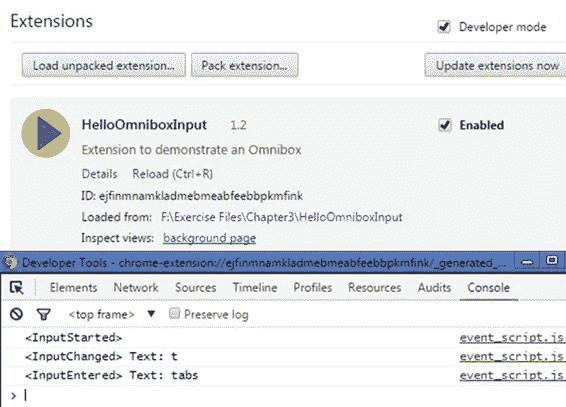 Extensions
Developer mode
Load unpacked extension... Pack extension... Update extensions now
HelloOmniboxInput 1.2 Enabled
Extension to demonstrate an Omnibox
Details Reload (Ctrl+R)
ID: ejfinmnamkladmebmeabfeebbpkmfink
Loaded from: F:\Exercise Files\Chapter3\HelloOmniboxInput
Inspect views: background page
Developer Tools - chrome-extension://ejfinmnamkladmebmeabfeebbpkmfink/_generated_...
Elements Network Sources Timeline Profiles Resources Audits Console
<top frame> Preserve log
<InputStarted> event_script.js
<InputChanged> Text: t event_script.js
<InputEntered> Text: tabs event_script.js
>